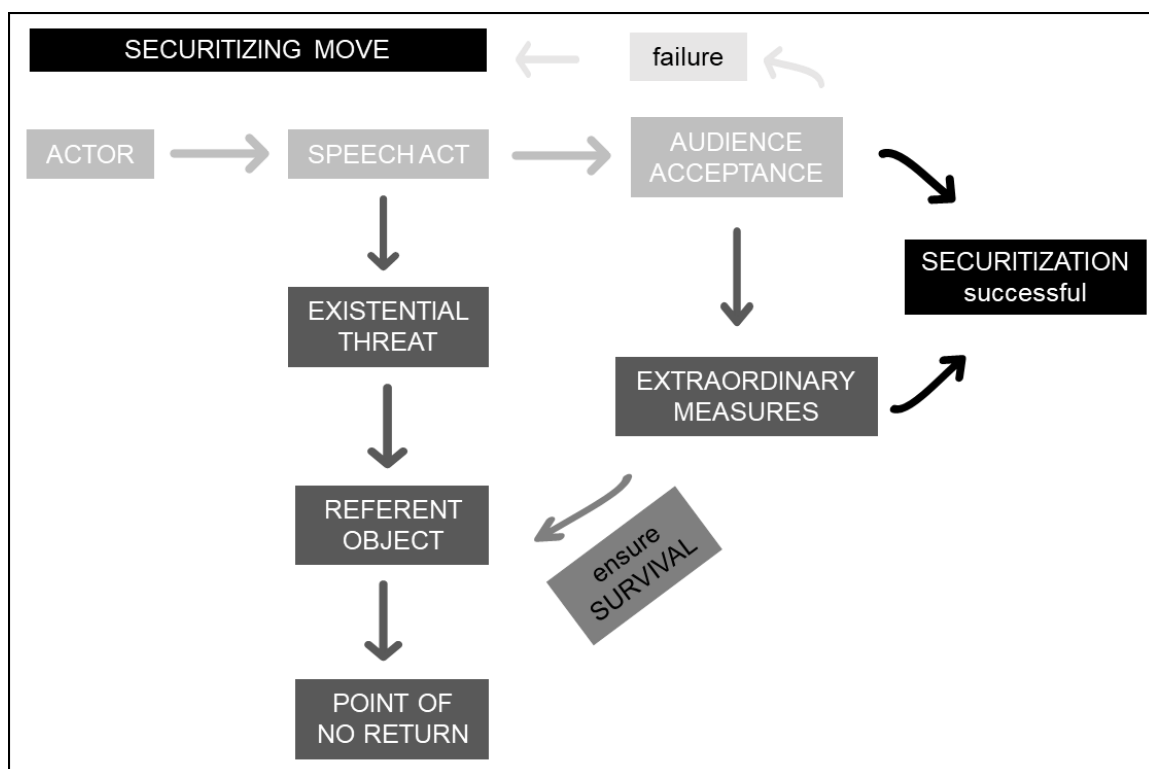 SECURITIZING MOVE
failure
ACTOR
SPEECH ACT
AUDIENCE
ACCEPTANCE
SECURITIZATION
successful
EXISTENTIAL
THREAT
EXTRAORDINARY
MEASURES
REFERENT
OBJECT
ensure
SURVIVAL
POINT OF
NO RETURN